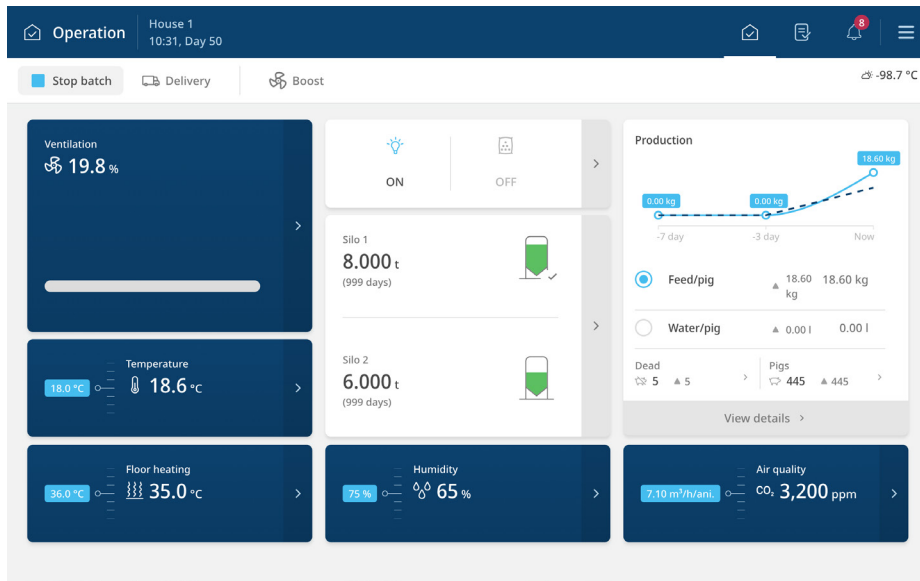 Operation
House 1
10:31, Day 50
8
Stop batch
Delivery
Boost
-98.7 °C
Ventilation
19.8 %
ON
OFF
Silo 1
8.000 t
(999 days)
Silo 2
6.000 t
(999 days)
Production
18.60 kg
0.00 kg
0.00 kg
-7 day
-3 day
Now
Feed/pig
▲ 18.60 kg
18.60 kg
Water/pig
▲ 0.00 l
0.00 l
Dead
5 ▲ 5
Pigs
445 ▲ 445
View details
Temperature
18.0 °C
18.6 °C
Floor heating
36.0 °C
35.0 °C
Humidity
75 %
65 %
Air quality
7.10 m³/h/ani.
CO₂ 3,200 ppm